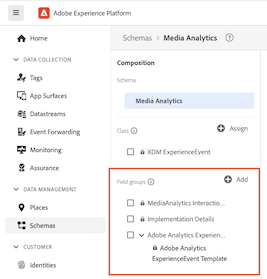 Adobe Experience Platform
Home
Schemas > Media Analytics
DATA COLLECTION
Tags
App Surfaces
Datastreams
Event Forwarding
Monitoring
Assurance
DATA MANAGEMENT
Places
Schemas
CUSTOMER
Identities
Composition
Schema
Media Analytics
Class
Assign
XDM ExperienceEvent
Field groups
Add
MediaAnalytics Interactio...
Implementation Details
Adobe Analytics Experien...
Adobe Analytics
ExperienceEvent Template